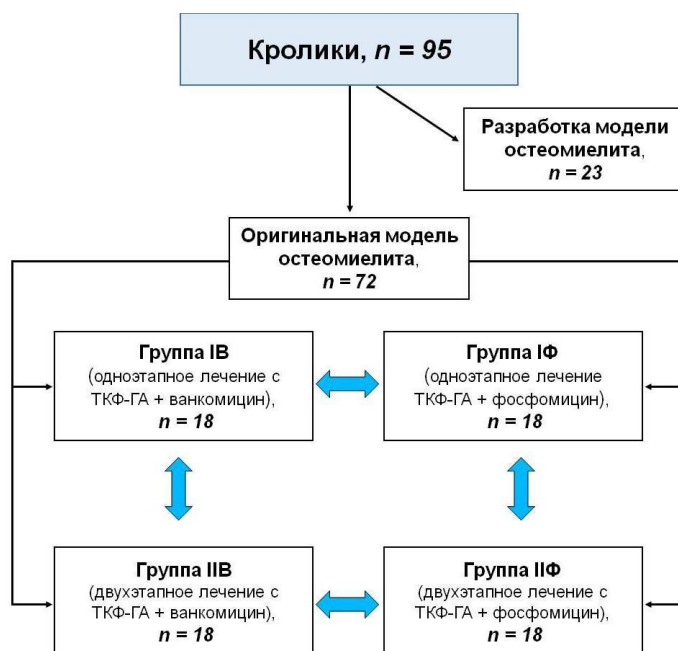 Кролики, n = 95
Разработка модели
остеомиелита,
n = 23
Оригинальная модель
остеомиелита,
n = 72
Группа IВ
(одноэтапное лечение с
ТКФ-ГА + ванкомицин),
n = 18
Группа IФ
(одноэтапное лечение
ТКФ-ГА + фосфомицин),
n = 18
Группа IIВ
(двухэтапное лечение с
ТКФ-ГА + ванкомицин),
n = 18
Группа IIФ
(двухэтапное лечение с
ТКФ-ГА + фосфомицин),
n = 18